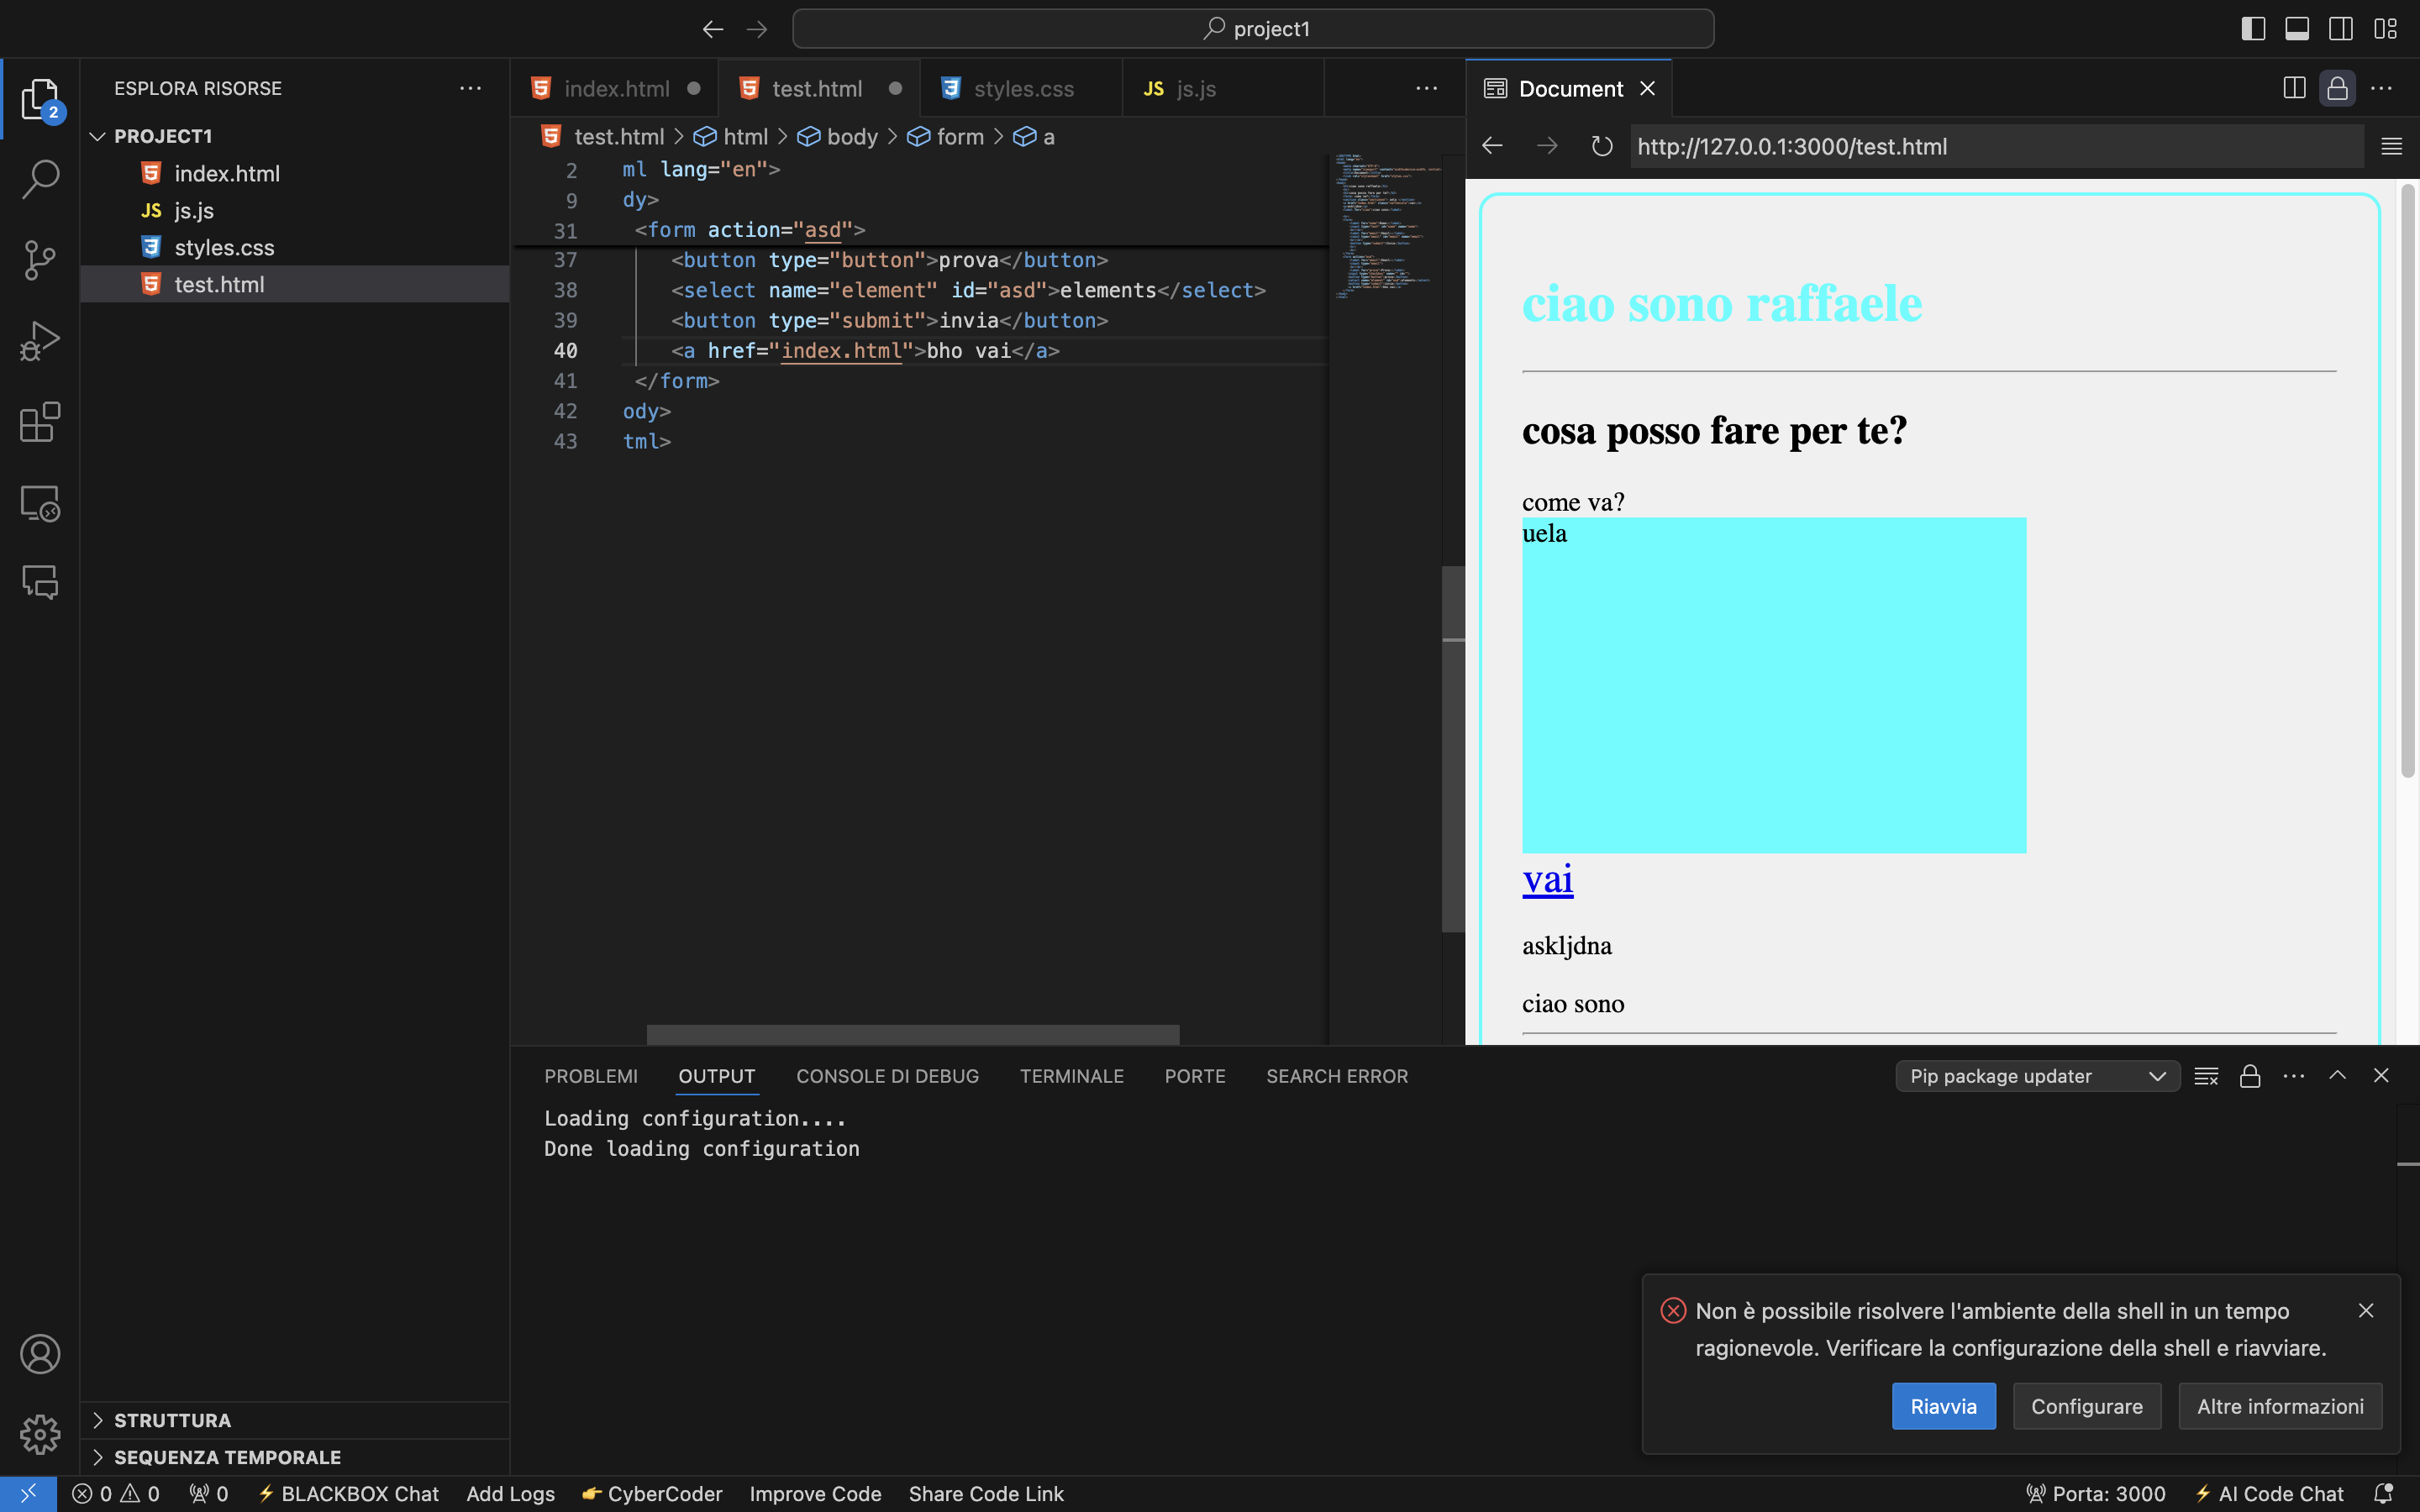 project1
ESPLORA RISORSE
2
PROJECT1
index.html
JS js.js
styles.css
test.html
STRUTTURA
SEQUENZA TEMPORALE
index.html
test.html
styles.css
JS js.js
test.html > html > body > form > a
2 ml lang="en">
9 dy>
31 <form action="asd">
37 <button type="button">prova</button>
38 <select name="element" id="asd">elements</select>
39 <button type="submit">invia</button>
40 <a href="index.html">bho vai</a>
41 </form>
42 ody>
43 tml>
Document
http://127.0.0.1:3000/test.html
ciao sono raffaele
cosa posso fare per te?
come va?
uela
vai
askljdna
ciao sono
PROBLEMI OUTPUT CONSOLE DI DEBUG TERMINALE PORTE SEARCH ERROR
Pip package updater
Loading configuration....
Done loading configuration
Non è possibile risolvere l'ambiente della shell in un tempo
ragionevole. Verificare la configurazione della shell e riavviare.
Riavvia Configurare Altre informazioni
0 0 0 BLACKBOX Chat Add Logs CyberCoder Improve Code Share Code Link Porta: 3000 AI Code Chat